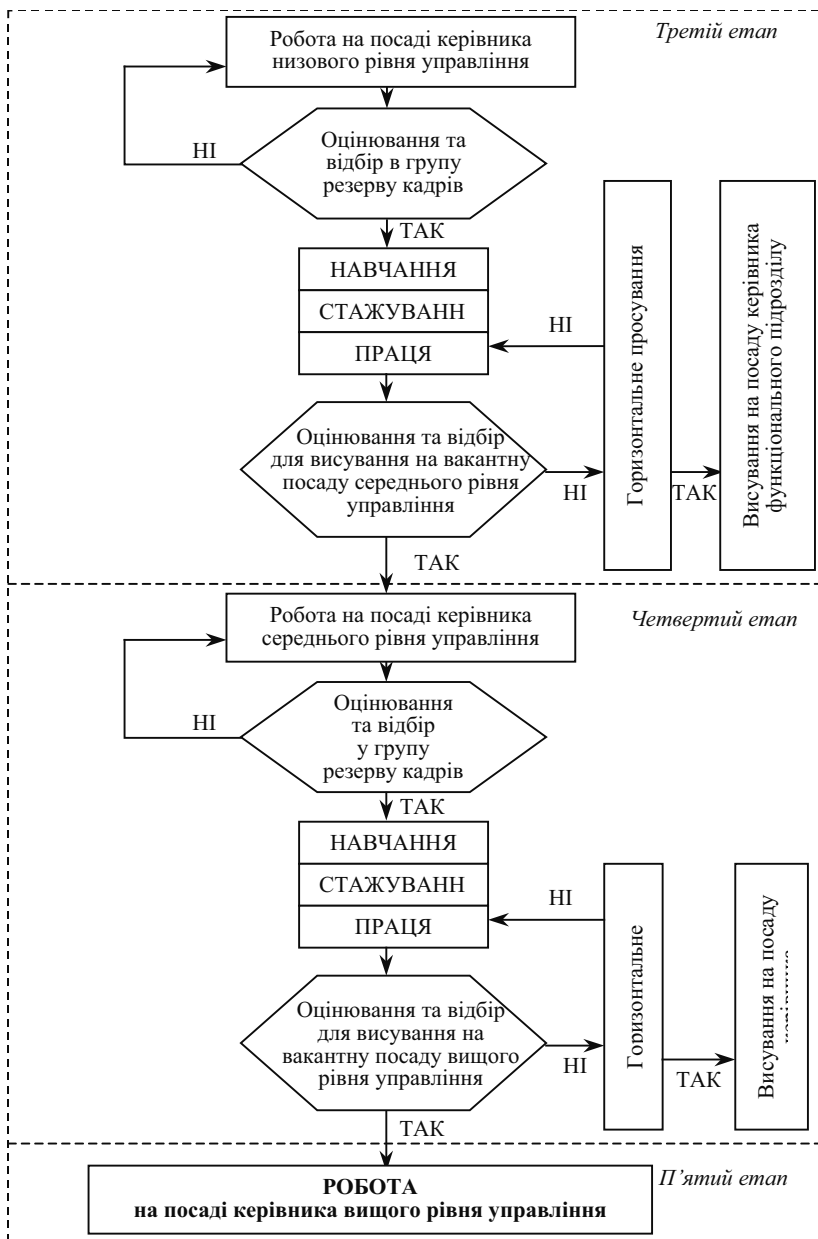 Третій етап
Робота на посаді керівника
низового рівня управління
Оцінювання та
відбір в групу
резерву кадрів
НІ
ТАК
НАВЧАННЯ
СТАЖУВАНН
ПРАЦЯ
НІ
Оцінювання та відбір
для висування на вакантну
посаду середнього рівня
управління
НІ
Горизонтальне просування
ТАК
Висування на посаду керівника
функціонального підрозділу
ТАК
Четвертий етап
Робота на посаді керівника
середнього рівня управління
Оцінювання
та відбір
у групу
резерву кадрів
НІ
ТАК
НАВЧАННЯ
СТАЖУВАНН
ПРАЦЯ
НІ
Оцінювання та відбір
для висування на
вакантну посаду вищого
рівня управління
НІ
Горизонтальне
ТАК
Висування на посаду
ТАК
П’ятий етап
РОБОТА
на посаді керівника вищого рівня управління